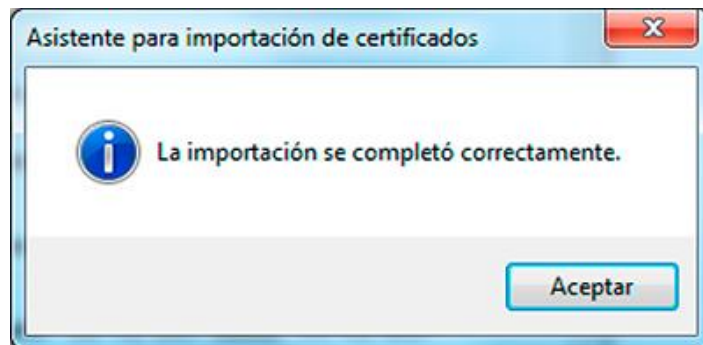 Asistente para importación de certificados
La importación se completó correctamente.
Aceptar